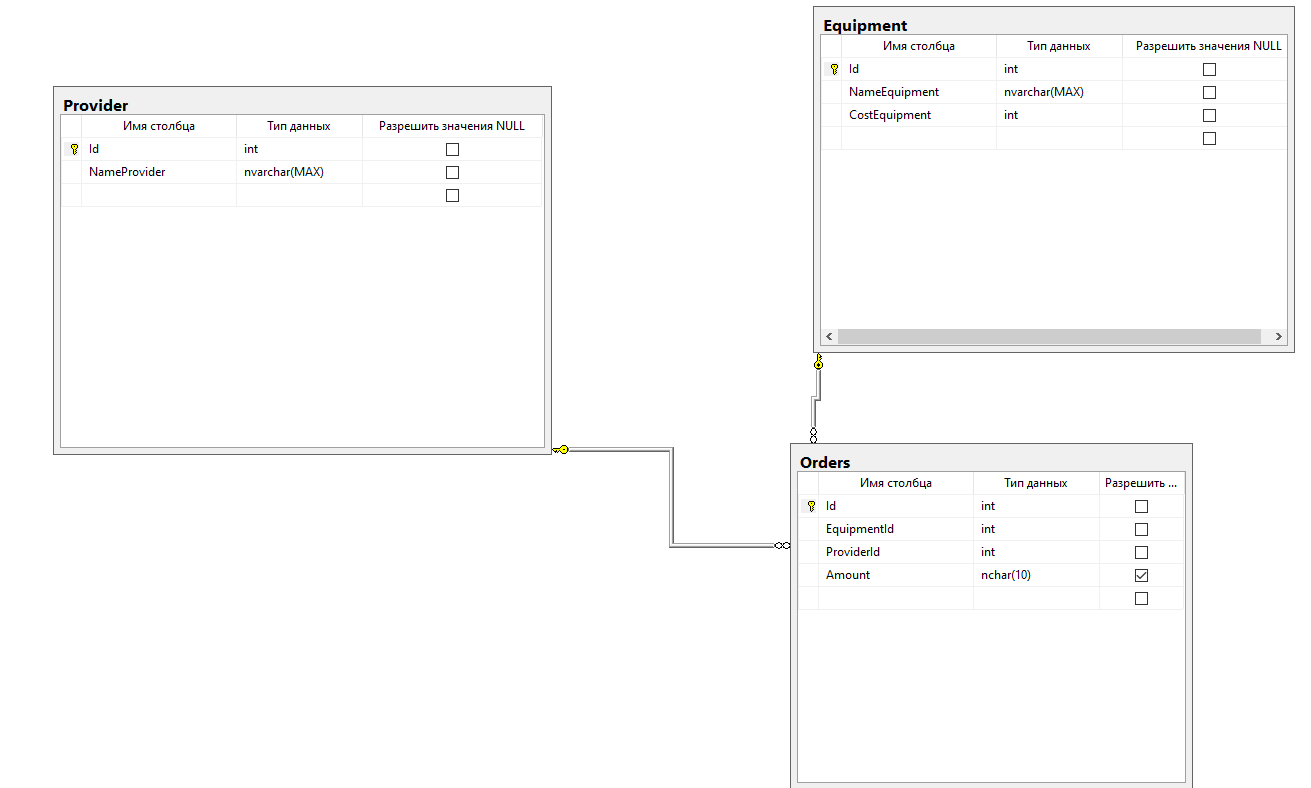 Provider
Имя столбца Тип данных Разрешить значения NULL
Id int
NameProvider nvarchar(MAX)
Equipment
Имя столбца Тип данных Разрешить значения NULL
Id int
NameEquipment nvarchar(MAX)
CostEquipment int
Orders
Имя столбца Тип данных Разрешить ...
Id int
EquipmentId int
ProviderId int
Amount nchar(10)